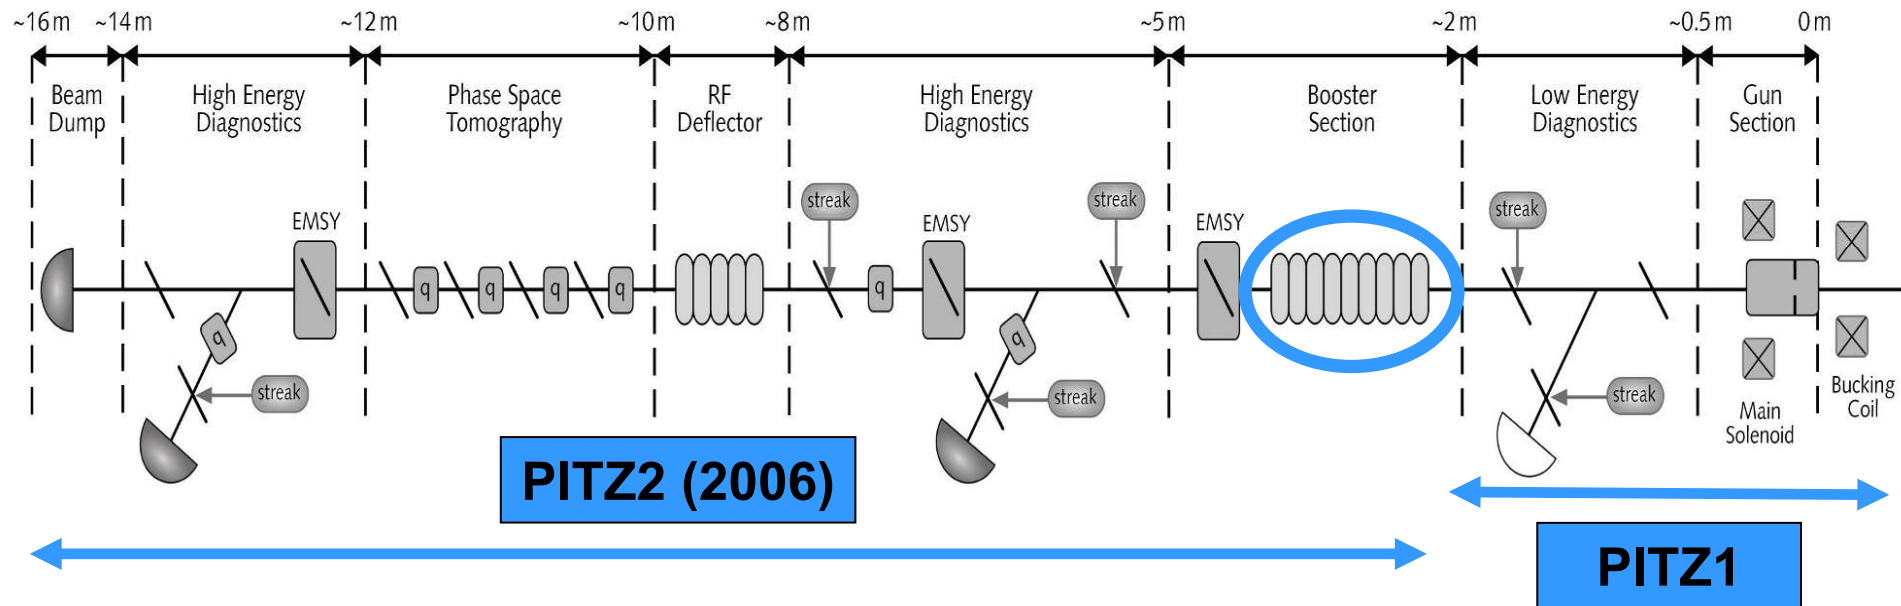 ~16m ~14m ~12m ~10m ~8m ~5m ~2m ~0.5m 0m
Beam
Dump
High Energy
Diagnostics
Phase Space
Tomography
RF
Deflector
High Energy
Diagnostics
Booster
Section
Low Energy
Diagnostics
Gun
Section
streak
streak
streak
EMSY
EMSY
EMSY
q
q
q
q
q
q
q
streak
streak
streak
Main
Solenoid
Bucking
Coil
PITZ2 (2006)
PITZ1